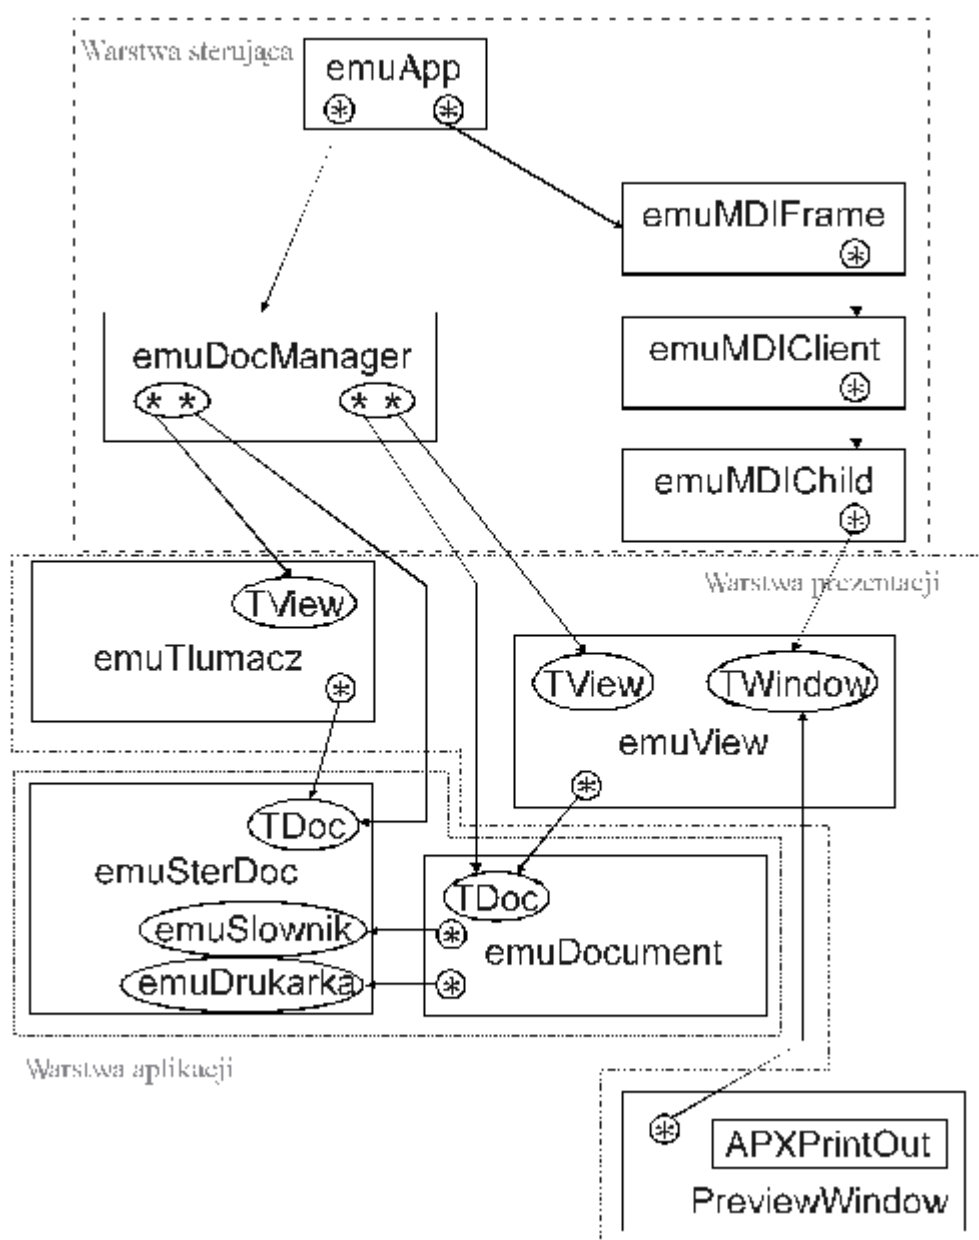 Warstwa sterująca
emuApp
* *
emuMDIFrame
*
emuDocManager
* * * *
emuMDIClient
*
emuMDIChild
*
Warstwa prezentacji
TView
emuTlumacz
*
TView TWindow
emuView
*
TDoc
emuSterDoc
emuSlownik
emuDrukarka
TDoc
*
emuDocument
*
Warstwa aplikacji
*
APXPrintOut
PreviewWindow